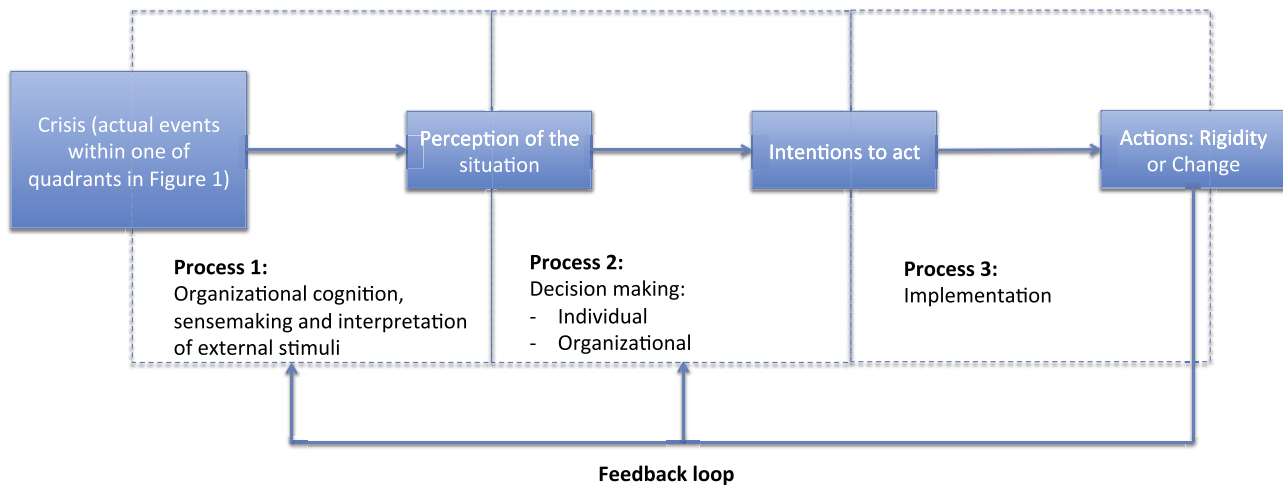 Crisis (actual events
within one of
quadrants in Figure 1)
Perception of the
situation
Intentions to act
Actions: Rigidity
or Change
Process 1:
Organizational cognition,
sensemaking and interpretation
of external stimuli
Process 2:
Decision making:
- Individual
- Organizational
Process 3:
Implementation
Feedback loop